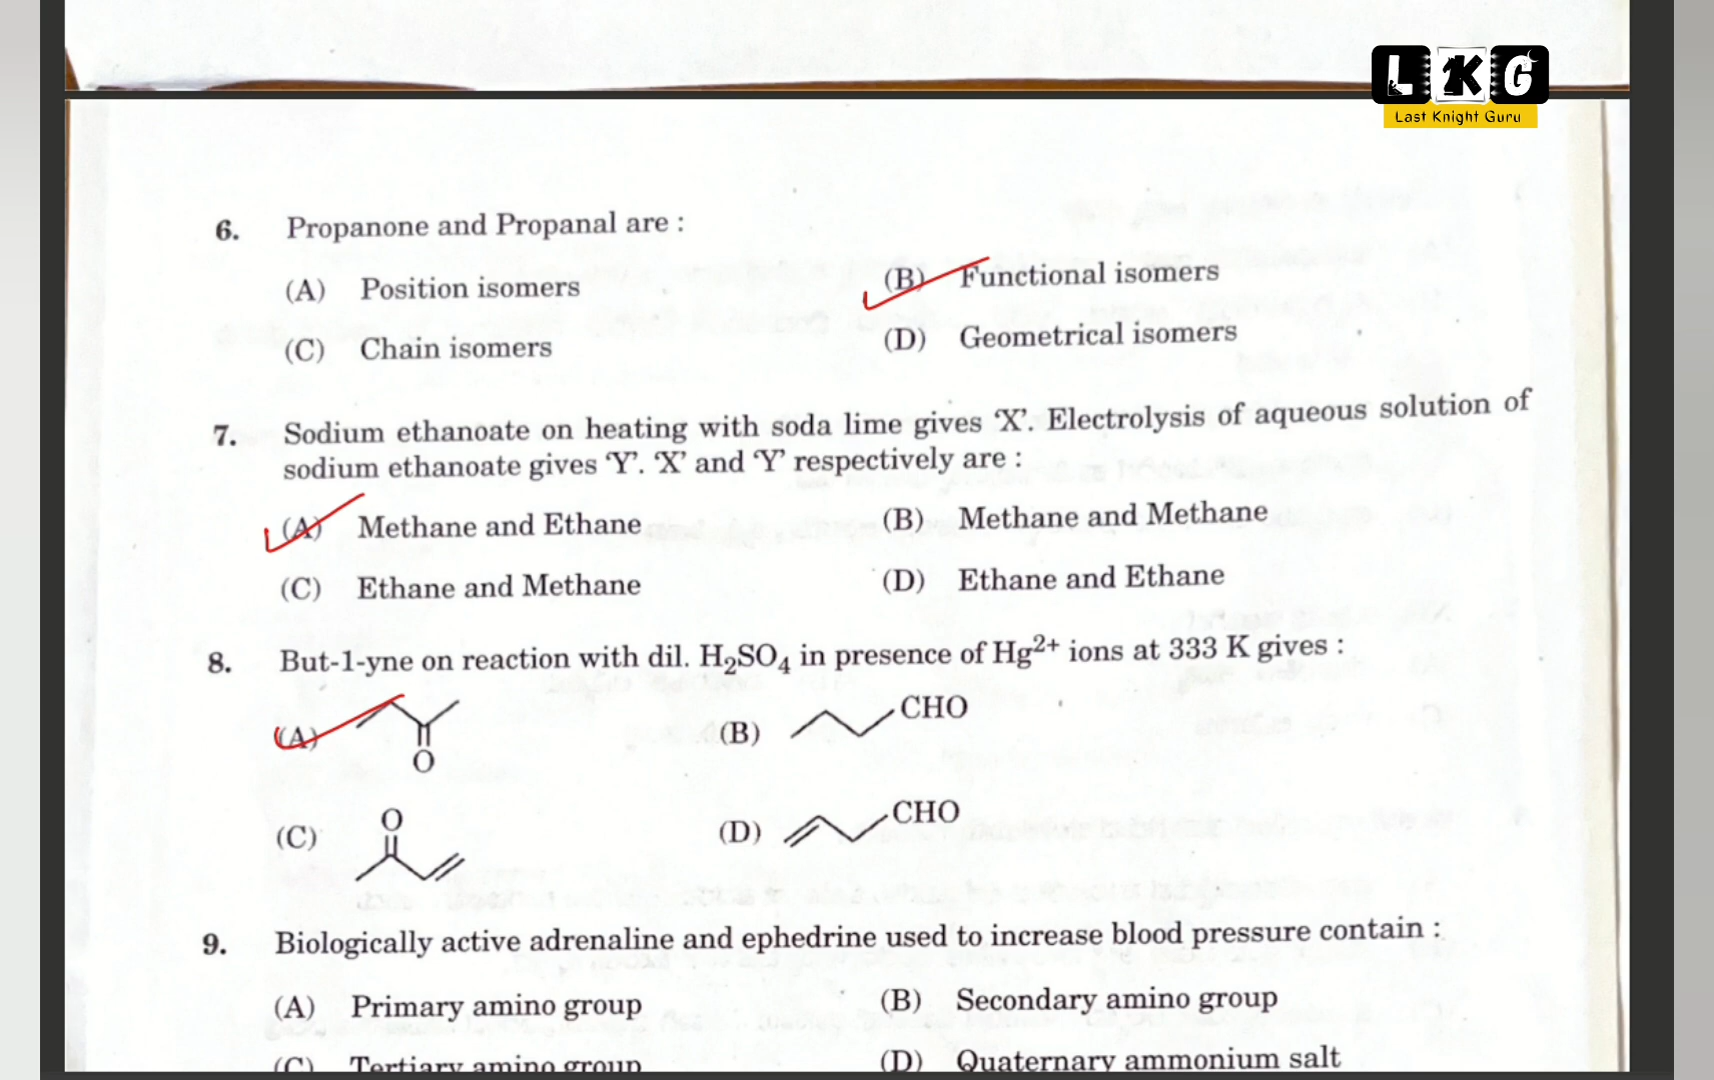 L K G
Last Knight Guru
6. Propanone and Propanal are :
(A) Position isomers (B) Functional isomers
(C) Chain isomers (D) Geometrical isomers
7. Sodium ethanoate on heating with soda lime gives ‘X’. Electrolysis of aqueous solution of
sodium ethanoate gives ‘Y’. ‘X’ and ‘Y’ respectively are :
(A) Methane and Ethane (B) Methane and Methane
(C) Ethane and Methane (D) Ethane and Ethane
8. But-1-yne on reaction with dil. H₂SO₄ in presence of Hg²⁺ ions at 333 K gives :
(A) O (B) CHO
(C) O (D) CHO
9. Biologically active adrenaline and ephedrine used to increase blood pressure contain :
(A) Primary amino group (B) Secondary amino group
(C) Tertiary amino group (D) Quaternary ammonium salt